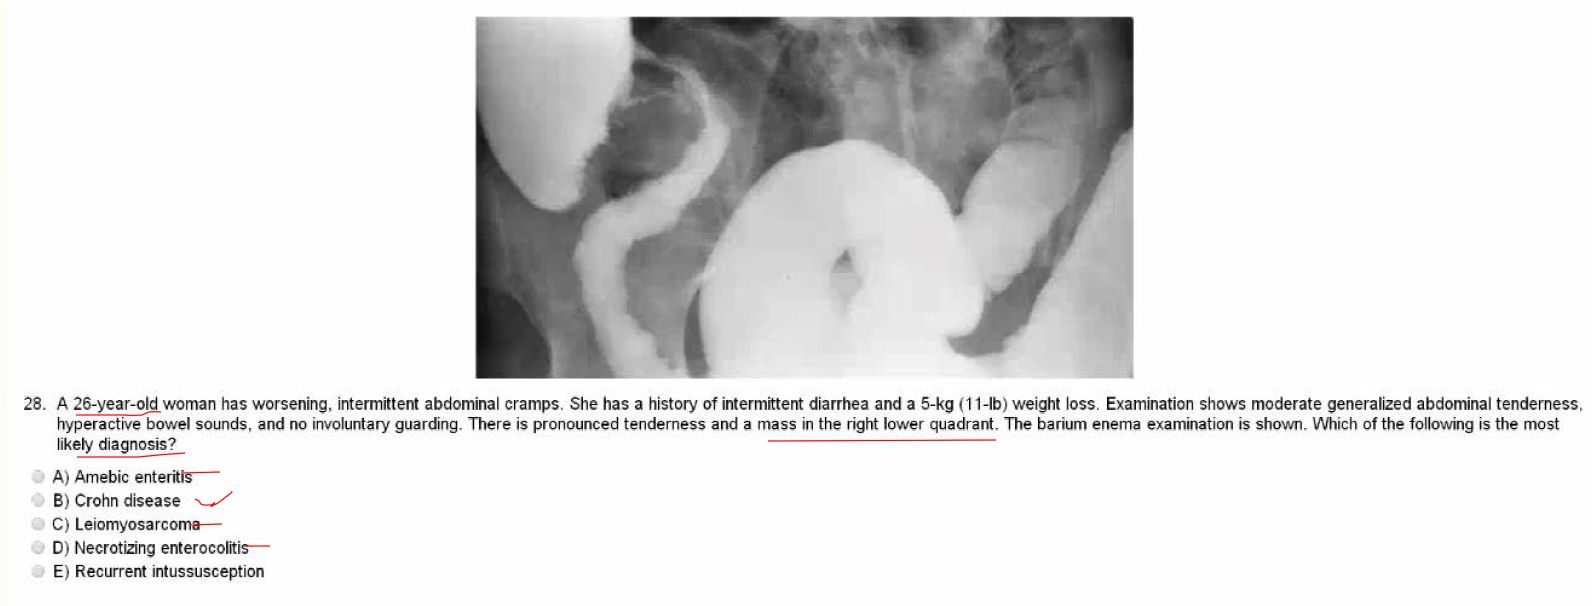 28. A 26-year-old woman has worsening, intermittent abdominal cramps. She has a history of intermittent diarrhea and a 5-kg (11-lb) weight loss. Examination shows moderate generalized abdominal tenderness,
hyperactive bowel sounds, and no involuntary guarding. There is pronounced tenderness and a mass in the right lower quadrant. The barium enema examination is shown. Which of the following is the most
likely diagnosis?
A) Amebic enteritis
B) Crohn disease
C) Leiomyosarcoma
D) Necrotizing enterocolitis
E) Recurrent intussusception